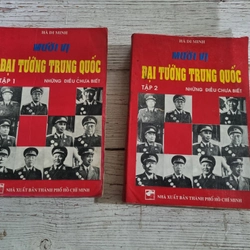 HÀ DI MINH
MƯỜI VỊ
ĐẠI TƯỚNG TRUNG QUỐC
TẬP 1
NHỮNG ĐIỀU CHƯA BIẾT
NHÀ XUẤT BẢN THÀNH PHỐ HỒ CHÍ MINH
HÀ DI MINH
MƯỜI VỊ
ĐẠI TƯỚNG TRUNG QUỐC
TẬP 2
NHỮNG ĐIỀU CHƯA BIẾT
NHÀ XUẤT BẢN THÀNH PHỐ HỒ CHÍ MINH